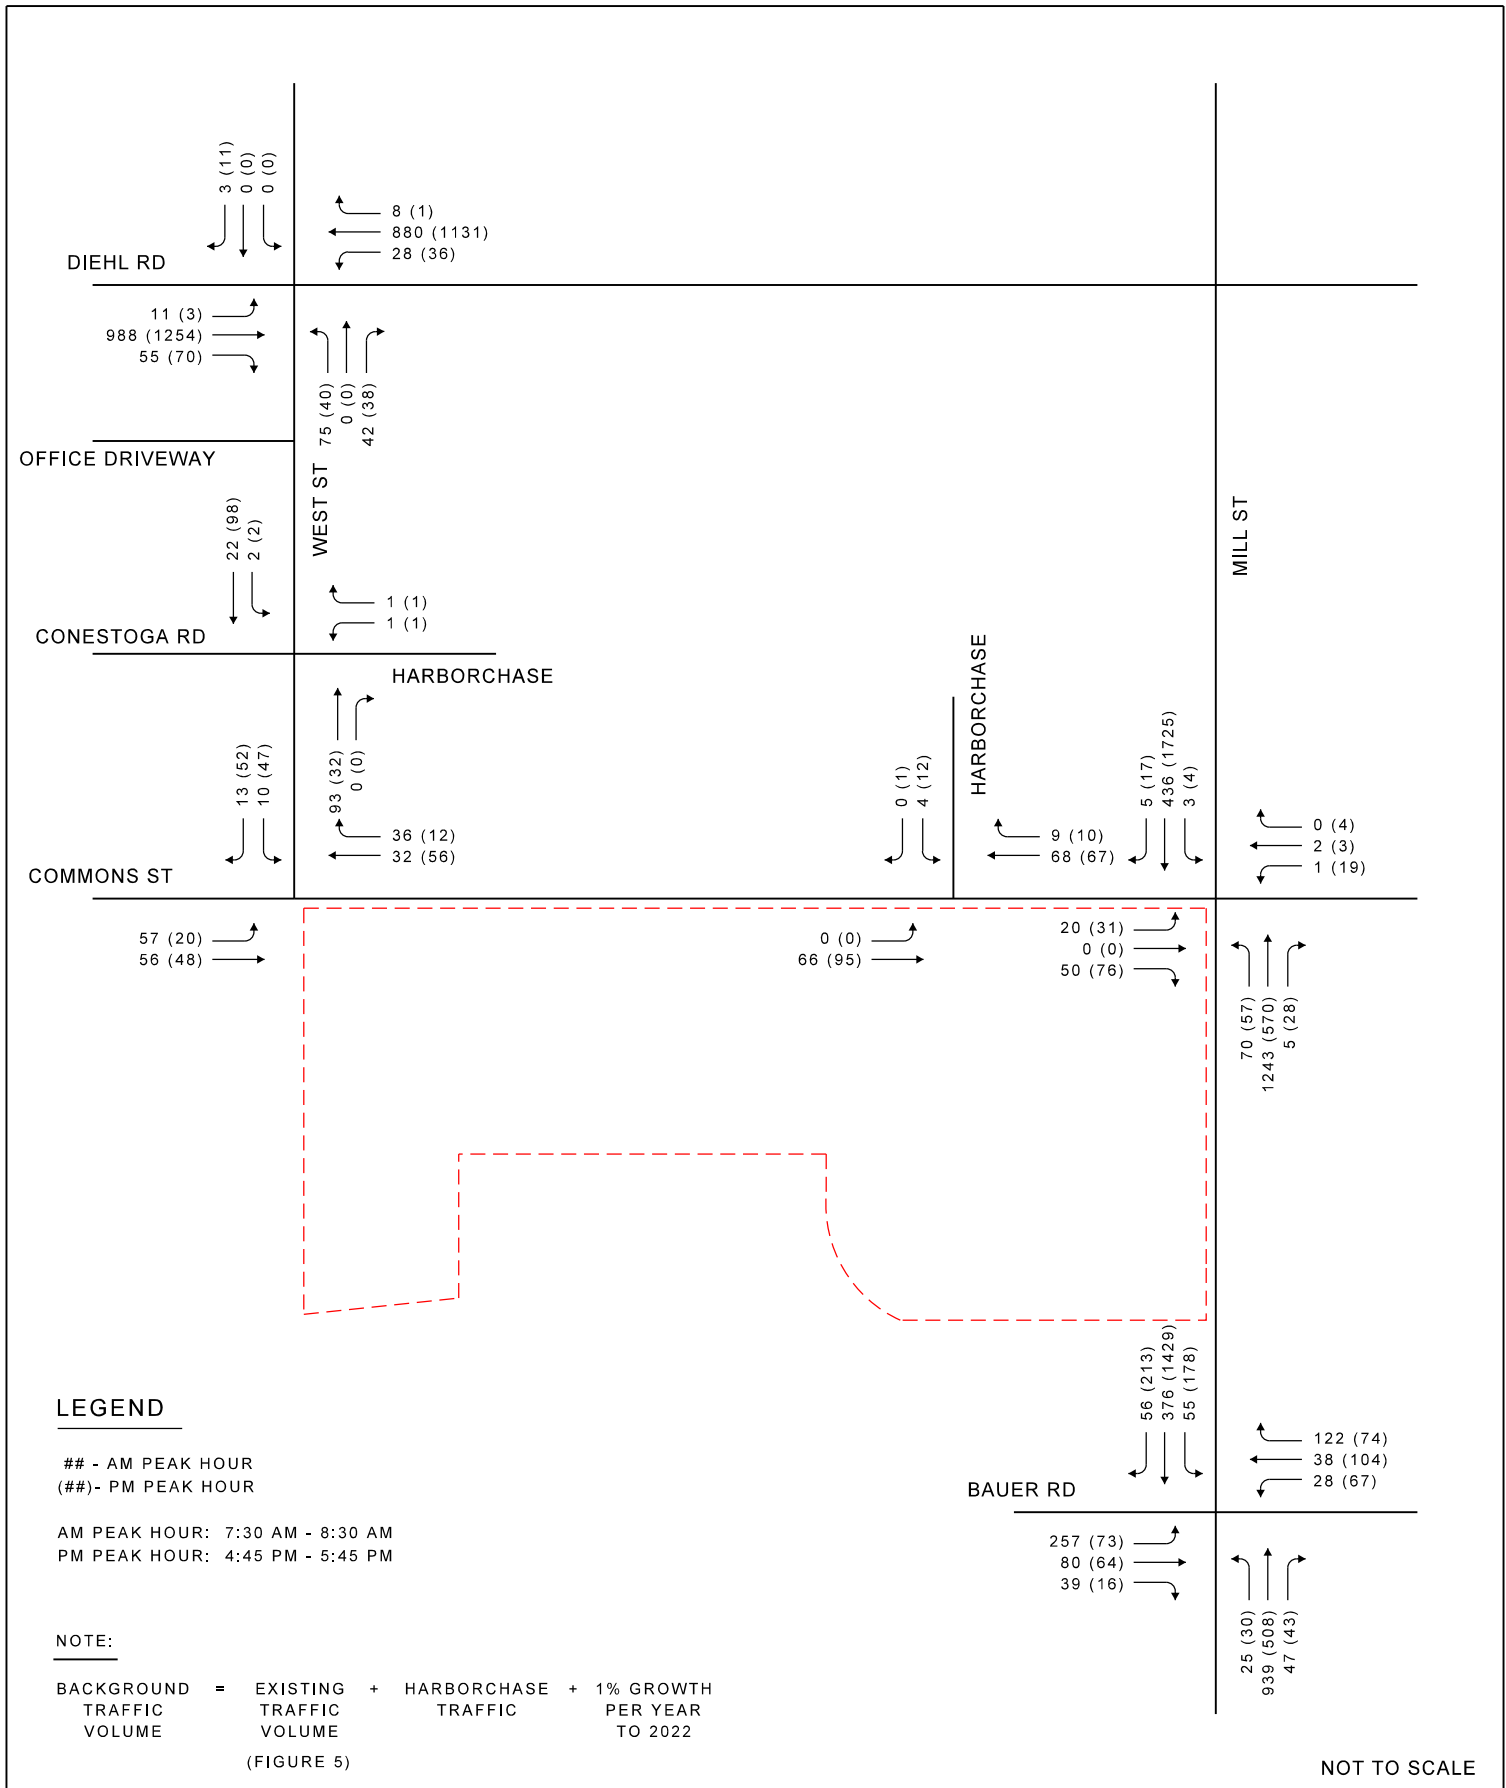 3 (11)
0 (0)
0 (0)
8 (1)
880 (1131)
28 (36)
DIEHL RD
11 (3)
988 (1254)
55 (70)
75 (40)
0 (0)
42 (38)
OFFICE DRIVEWAY
WEST ST
MILL ST
22 (98)
2 (2)
1 (1)
1 (1)
CONESTOGA RD
HARBORCHASE
93 (32)
0 (0)
13 (52)
10 (47)
36 (12)
32 (56)
COMMONS ST
57 (20)
56 (48)
HARBORCHASE
0 (1)
4 (12)
9 (10)
68 (67)
0 (0)
66 (95)
5 (17)
436 (1725)
3 (4)
0 (4)
2 (3)
1 (19)
20 (31)
0 (0)
50 (76)
70 (57)
1243 (570)
5 (28)
56 (213)
376 (1429)
55 (178)
122 (74)
38 (104)
28 (67)
BAUER RD
257 (73)
80 (64)
39 (16)
25 (30)
939 (508)
47 (43)
LEGEND
## - AM PEAK HOUR
(##)- PM PEAK HOUR
AM PEAK HOUR: 7:30 AM - 8:30 AM
PM PEAK HOUR: 4:45 PM - 5:45 PM
NOTE:
BACKGROUND = EXISTING + HARBORCHASE + 1% GROWTH
TRAFFIC TRAFFIC TRAFFIC PER YEAR
VOLUME VOLUME TO 2022
(FIGURE 5)
NOT TO SCALE